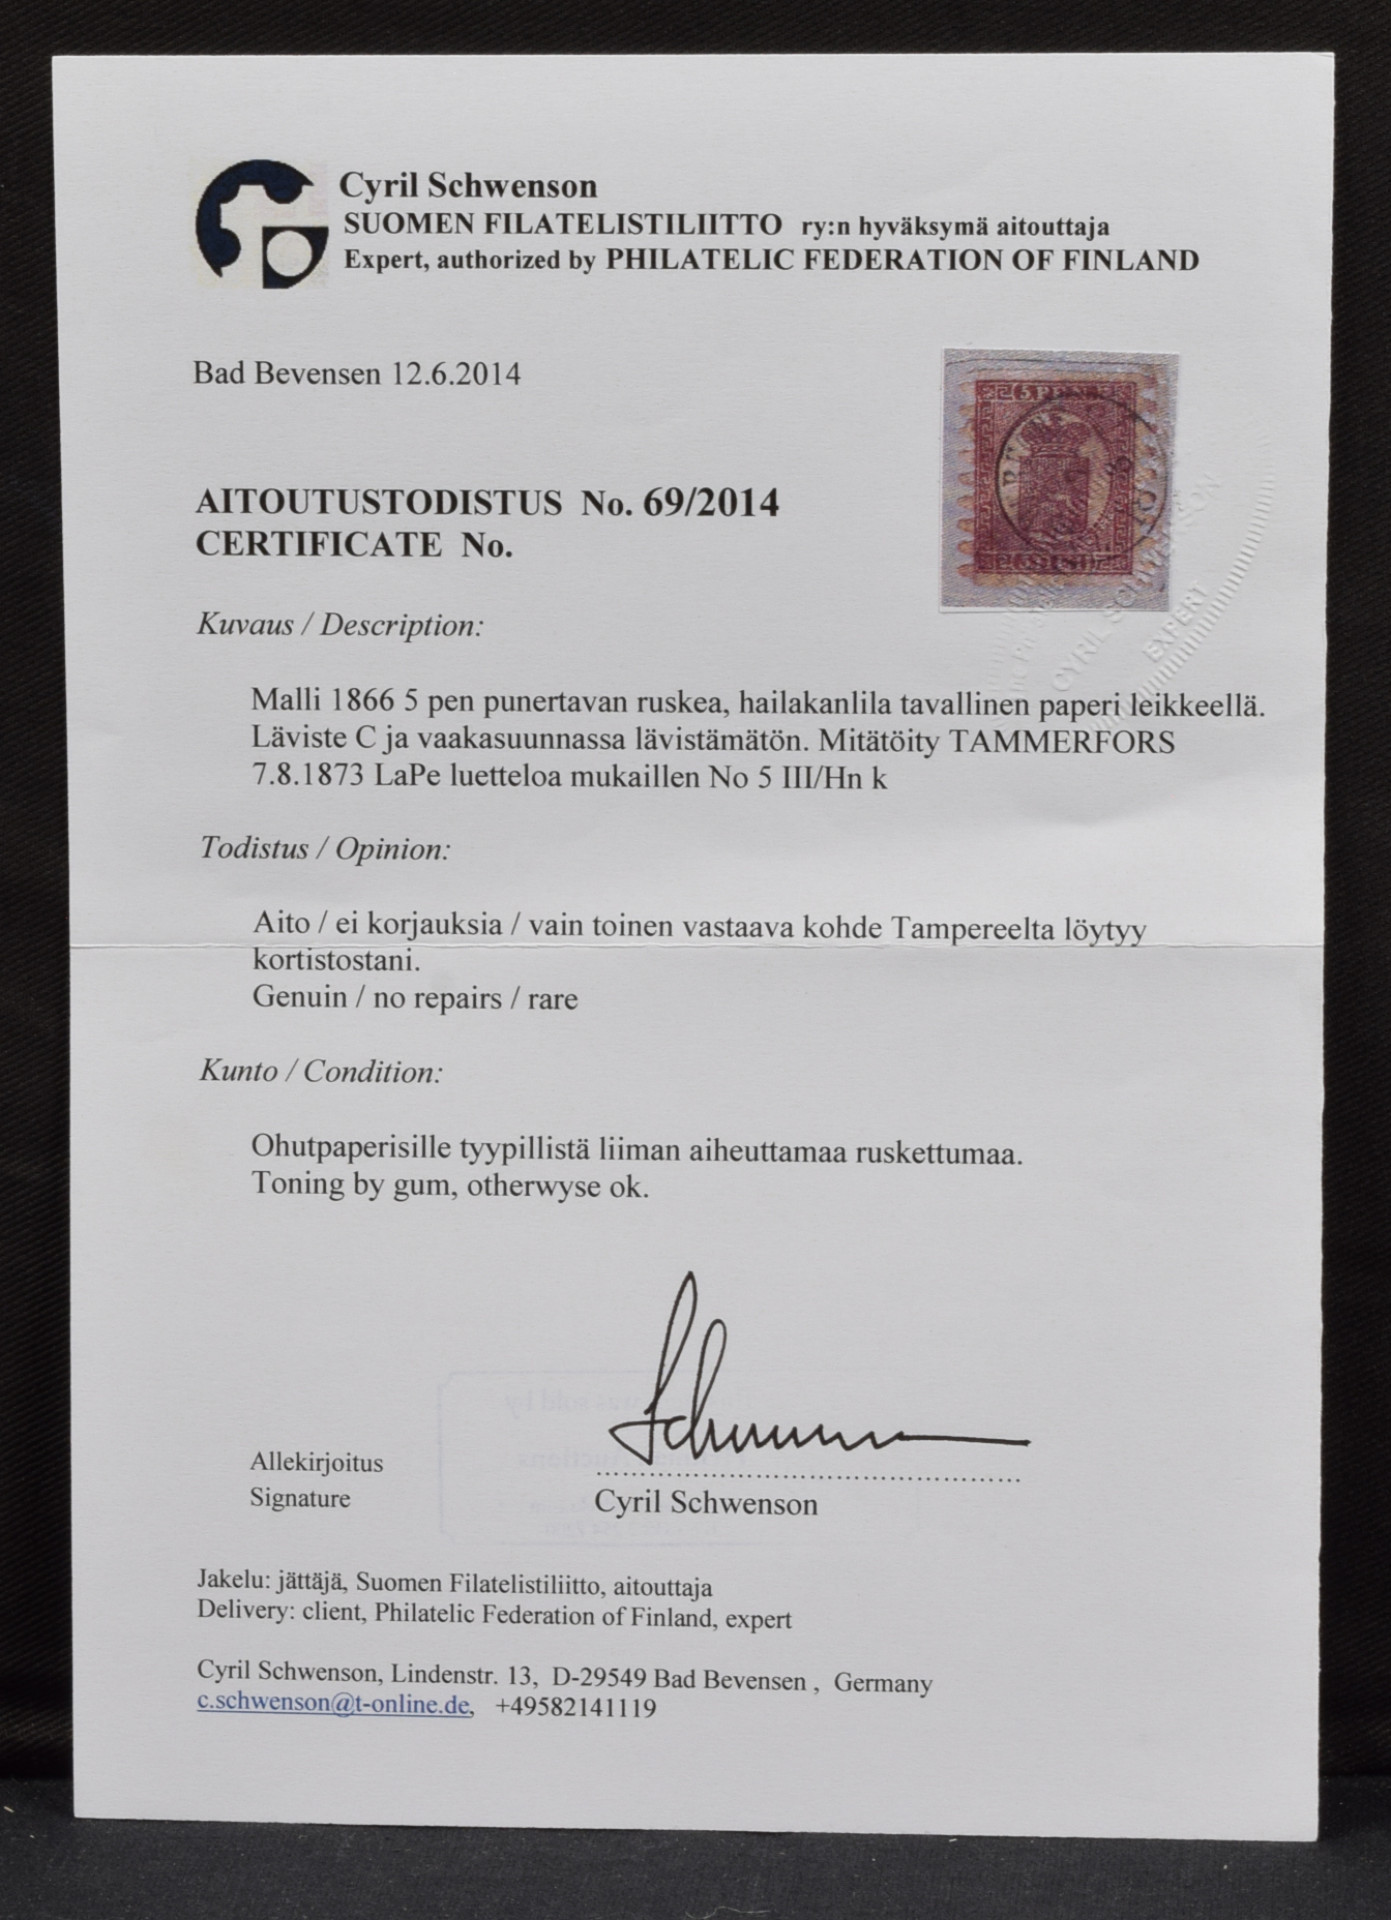 Cyril Schwenson
SUOMEN FILATELISTILIITTO ry:n hyväksymä aitouttaja
Expert, authorized by PHILATELIC FEDERATION OF FINLAND
Bad Bevensen 12.6.2014
5 PEN
CYRIL SCHWENSON
EXPERT
AITOUTUSTODISTUS No. 69/2014
CERTIFICATE No.
Kuvaus / Description:
Malli 1866 5 pen punertavan ruskea, hailakanlila tavallinen paperi leikkeellä.
Läviste C ja vaakasuunnassa lävistämätön. Mitätöity TAMMERFORS
7.8.1873 LaPe luetteloa mukaillen No 5 III/Hn k
Todistus / Opinion:
Aito / ei korjauksia / vain toinen vastaava kohde Tampereelta löytyy
kortistostani.
Genuin / no repairs / rare
Kunto / Condition:
Ohutpaperisille tyypillistä liiman aiheuttamaa ruskettumaa.
Toning by gum, otherwyse ok.
Allekirjoitus
Signature
Cyril Schwenson
Jakelu: jättäjä, Suomen Filatelistiliitto, aitouttaja
Delivery: client, Philatelic Federation of Finland, expert
Cyril Schwenson, Lindenstr. 13, D-29549 Bad Bevensen , Germany
c.schwenson@t-online.de, +49582141119